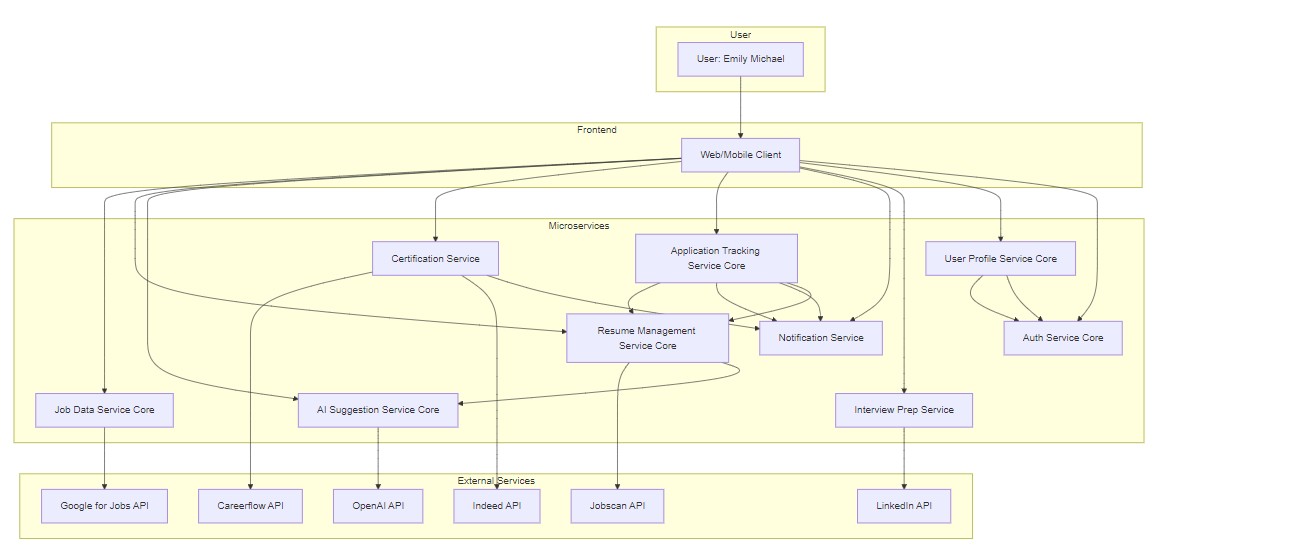 User
User: Emily Michael
Frontend
Web/Mobile Client
Microservices
Certification Service
Application Tracking
Service Core
User Profile Service Core
Resume Management
Service Core
Notification Service
Auth Service Core
Job Data Service Core
AI Suggestion Service Core
Interview Prep Service
External Services
Google for Jobs API
Careerflow API
OpenAI API
Indeed API
Jobscan API
LinkedIn API